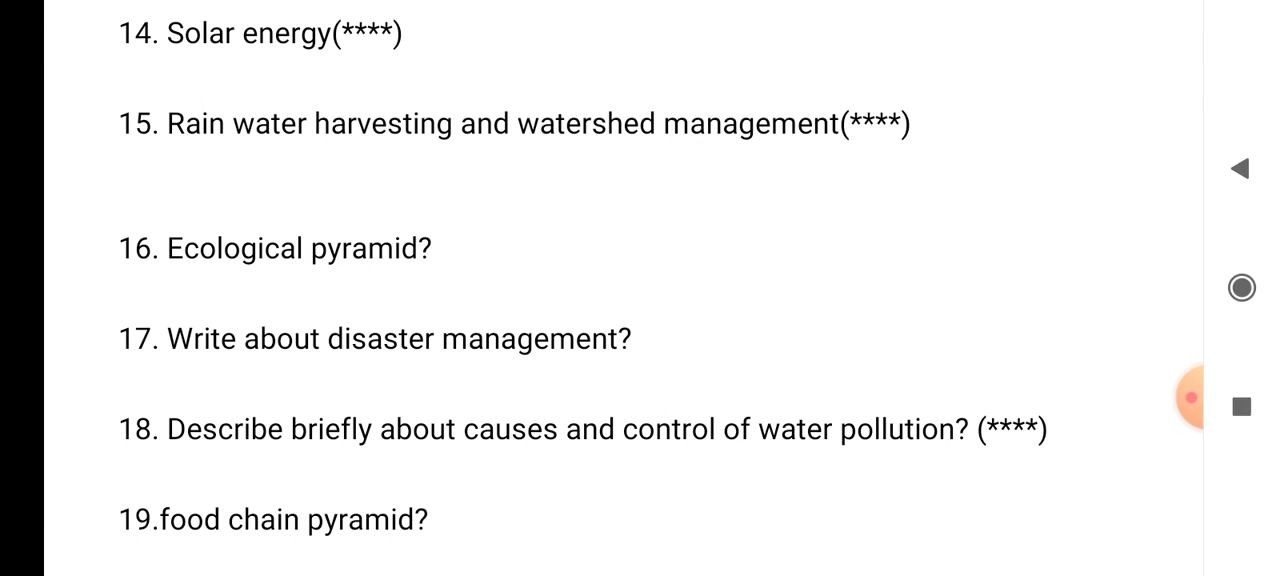 14. Solar energy(****)
15. Rain water harvesting and watershed management(****)
16. Ecological pyramid?
17. Write about disaster management?
18. Describe briefly about causes and control of water pollution? (****)
19.food chain pyramid?